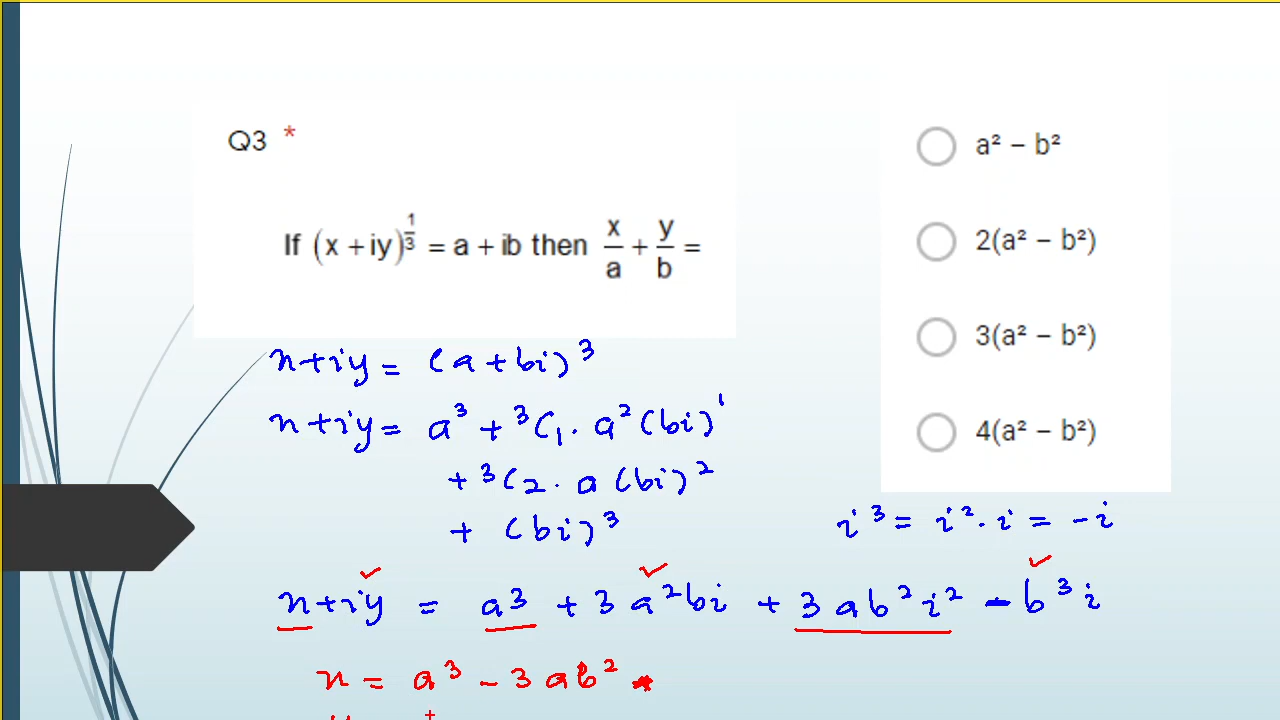 Q3 *
If (x + iy)^(1/3) = a + ib then x/a + y/b =
a² − b²
2(a² − b²)
3(a² − b²)
4(a² − b²)
x+iy = (a+bi)³
x+iy = a³ + ³C₁ · a²(bi)¹
+ ³C₂ · a (bi)²
+ (bi)³
i³ = i² · i = -i
x+iy = a³ + 3a²bi + 3ab²i² - b³i
x = a³ - 3ab²